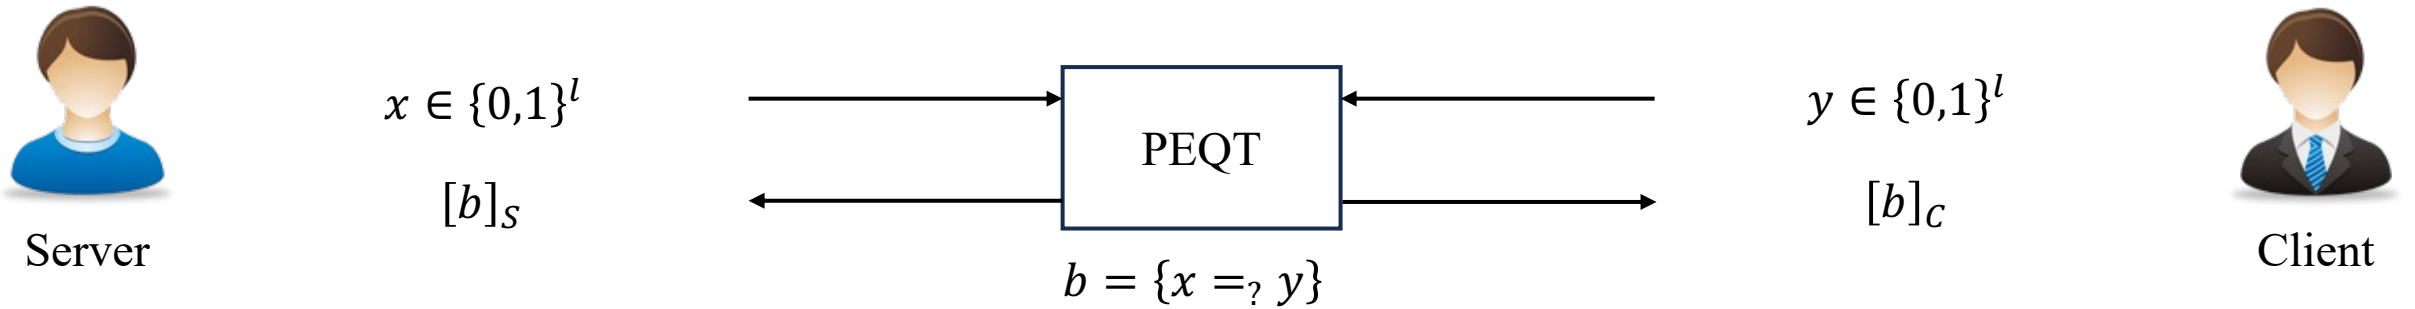 x ∈ {0,1}^l
y ∈ {0,1}^l
PEQT
[b]_S
[b]_C
Server
Client
b = {x =_? y}